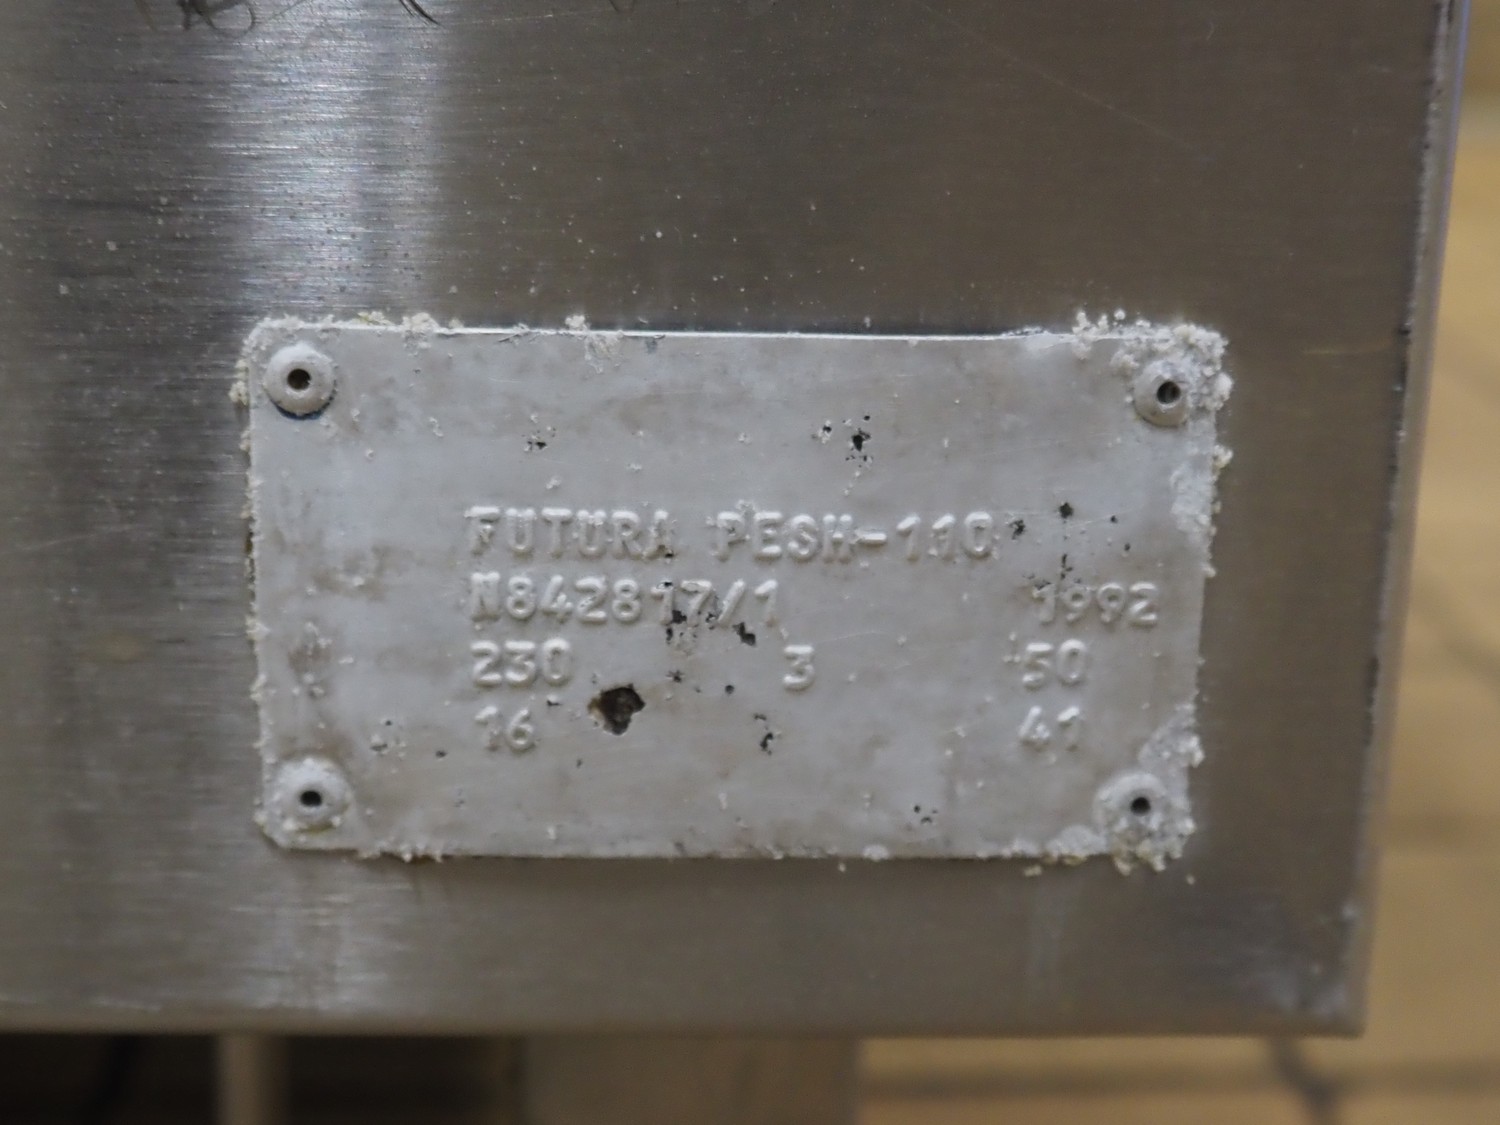 FUTURA PESH-110
N842817/1 1992
230 3 50
16 41